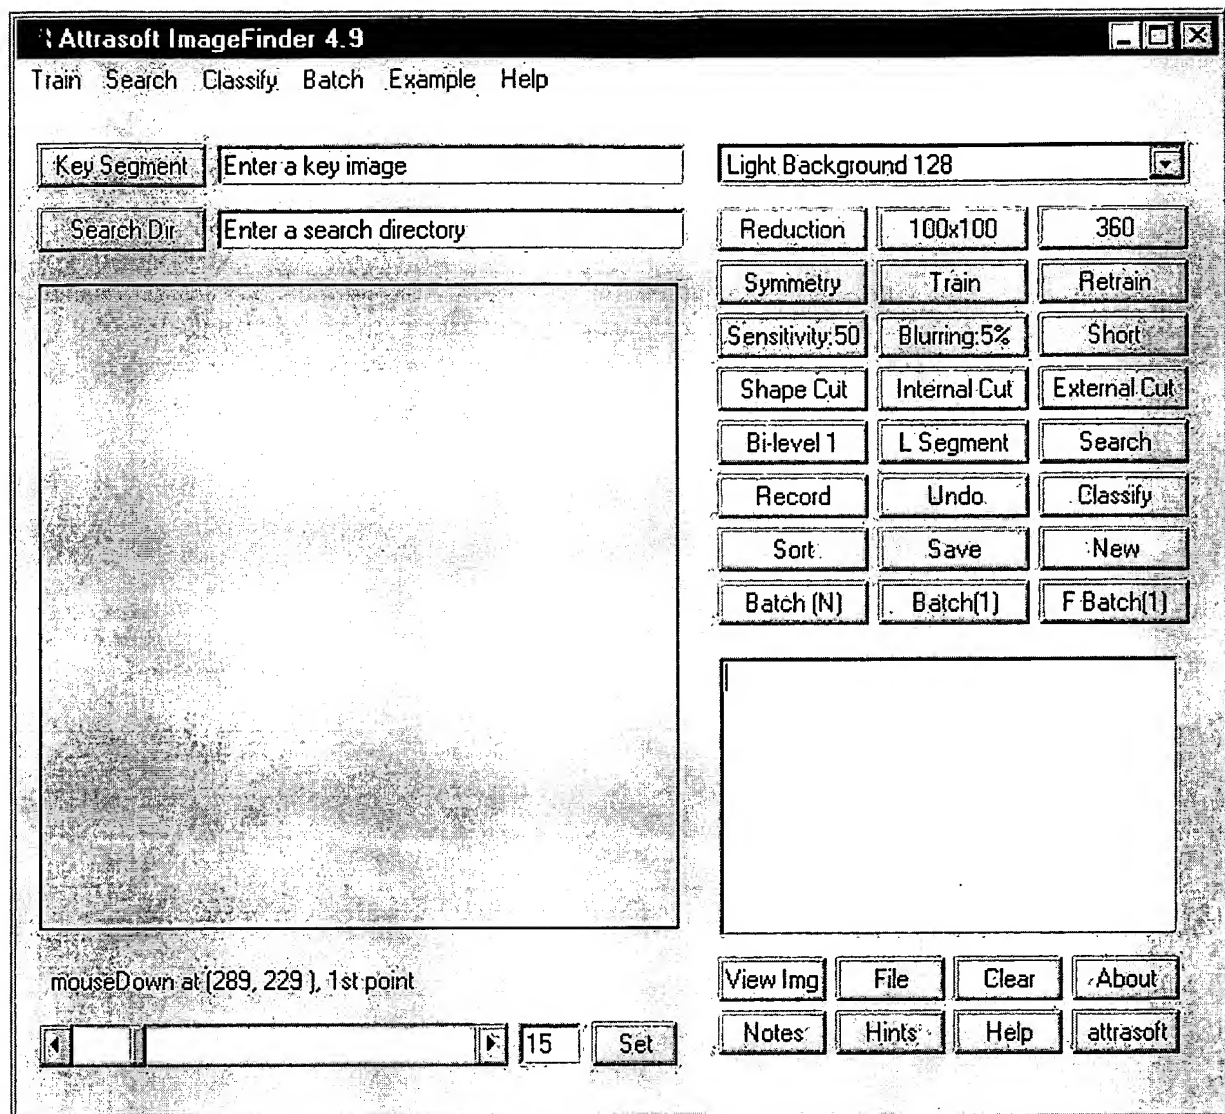 Attrasoft ImageFinder 4.9
Train Search Classify Batch Example Help
Key Segment Enter a key image
Search Dir Enter a search directory
mouseDown at (289, 229 ), 1st point
15 Set
Light Background 128
Reduction 100x100 360
Symmetry Train Retrain
Sensitivity:50 Blurring:5% Short
Shape Cut Internal Cut External Cut
Bi-level 1 L Segment Search
Record Undo Classify
Sort Save New
Batch (N) Batch(1) F Batch(1)
View Img File Clear About
Notes Hints Help attrasoft